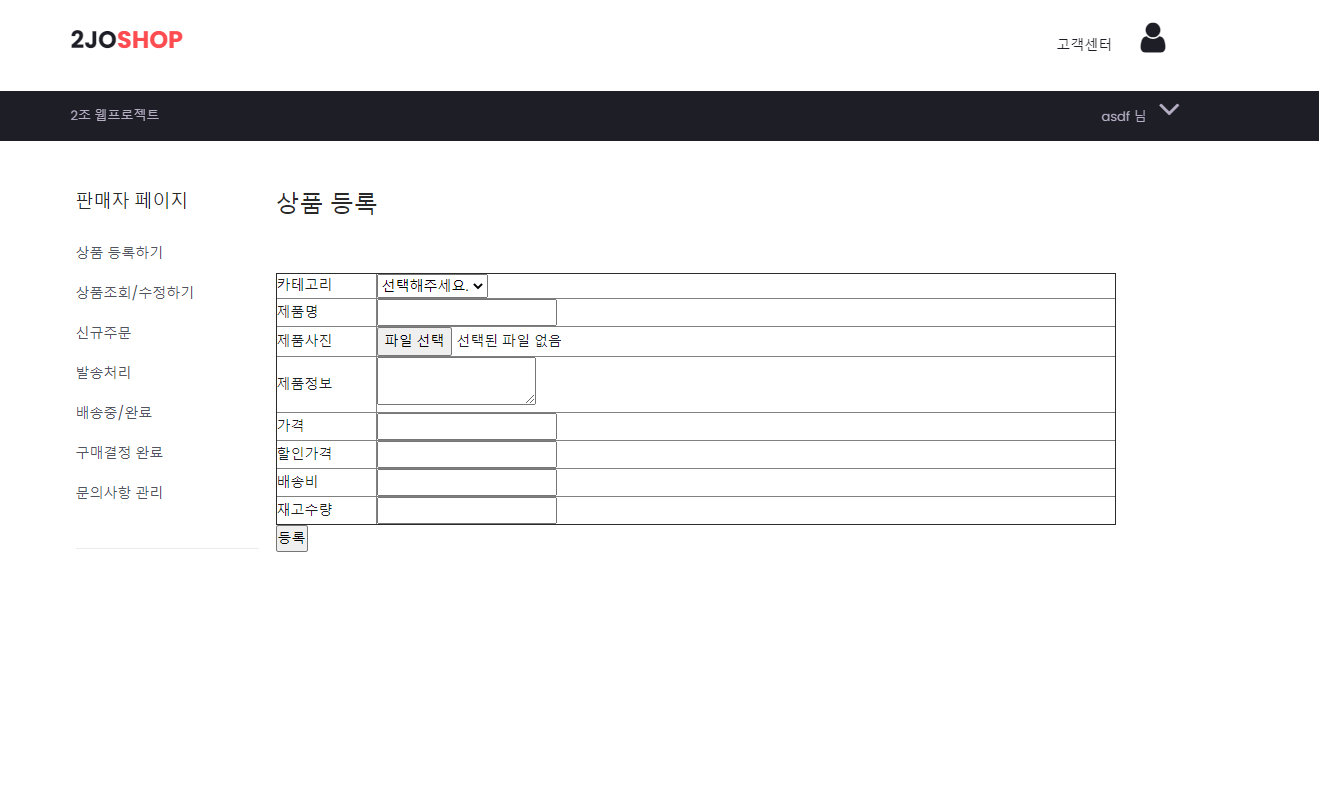 2JOSHOP
고객센터
2조 웹프로젝트
asdf 님
판매자 페이지
상품 등록하기
상품조회/수정하기
신규주문
발송처리
배송중/완료
구매결정 완료
문의사항 관리
상품 등록
카테고리 선택해주세요.
제품명
제품사진 파일 선택 선택된 파일 없음
제품정보
가격
할인가격
배송비
재고수량
등록